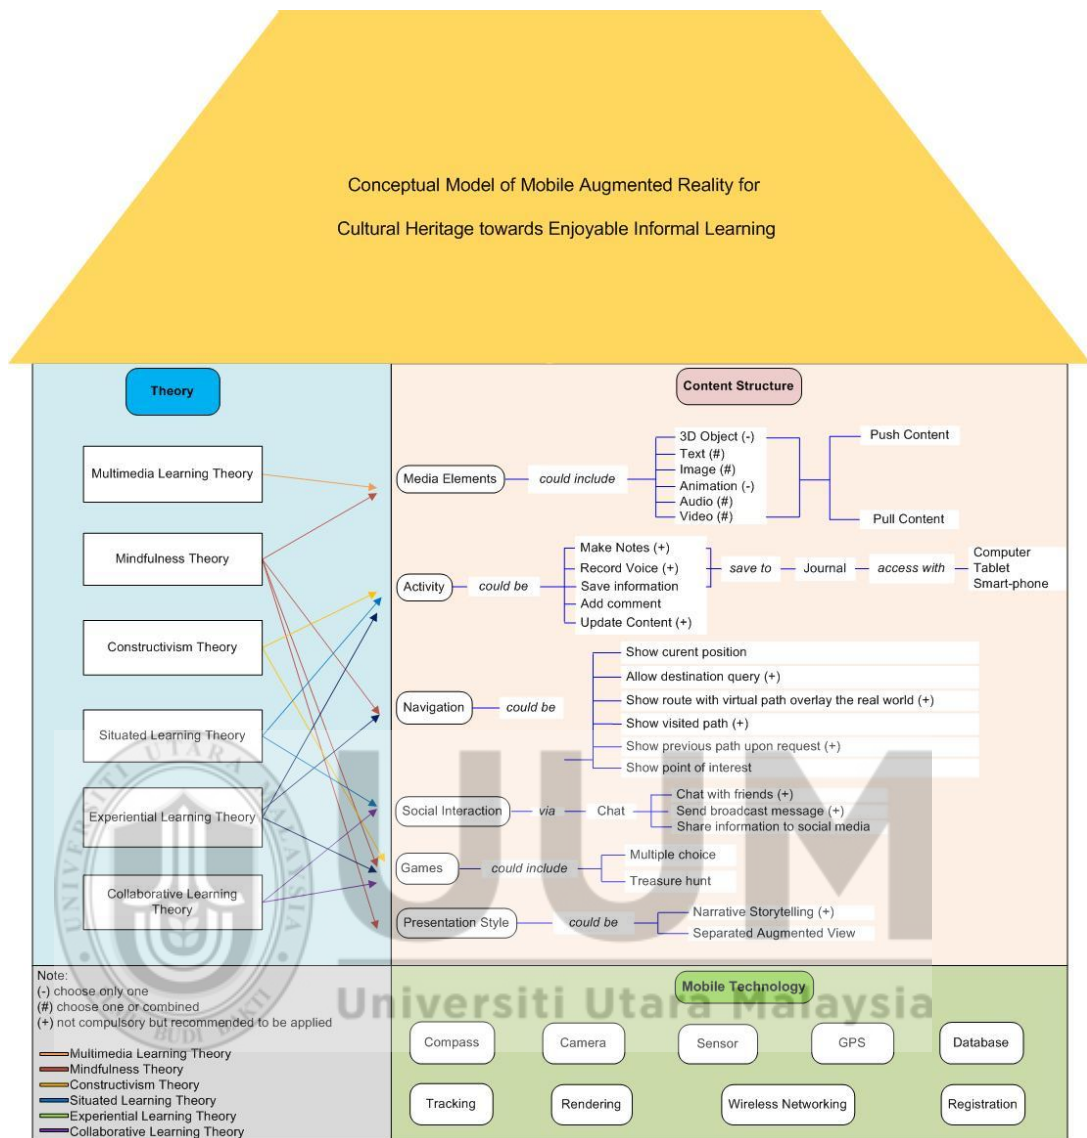 Conceptual Model of Mobile Augmented Reality for
Cultural Heritage towards Enjoyable Informal Learning
Theory
Multimedia Learning Theory
Mindfulness Theory
Constructivism Theory
Situated Learning Theory
Experiential Learning Theory
Collaborative Learning
Theory
Content Structure
Media Elements
could include
3D Object (-)
Text (#)
Image (#)
Animation (-)
Audio (#)
Video (#)
Push Content
Pull Content
Activity
could be
Make Notes (+)
Record Voice (+)
Save information
Add comment
Update Content (+)
save to
Journal
access with
Computer
Tablet
Smart-phone
Navigation
could be
Show curent position
Allow destination query (+)
Show route with virtual path overlay the real world (+)
Show visited path (+)
Show previous path upon request (+)
Show point of interest
Social Interaction
via
Chat
Chat with friends (+)
Send broadcast message (+)
Share information to social media
Games
could include
Multiple choice
Treasure hunt
Presentation Style
could be
Narrative Storytelling (+)
Separated Augmented View
Note:
(-) choose only one
(#) choose one or combined
(+) not compulsory but recommended to be applied
Multimedia Learning Theory
Mindfulness Theory
Constructivism Theory
Situated Learning Theory
Experiential Learning Theory
Collaborative Learning Theory
Mobile Technology
Compass
Camera
Sensor
GPS
Database
Tracking
Rendering
Wireless Networking
Registration
UNIVERSITI UTARA MALAYSIA
BUDI BAKTI
UUM
Universiti Utara Malaysia